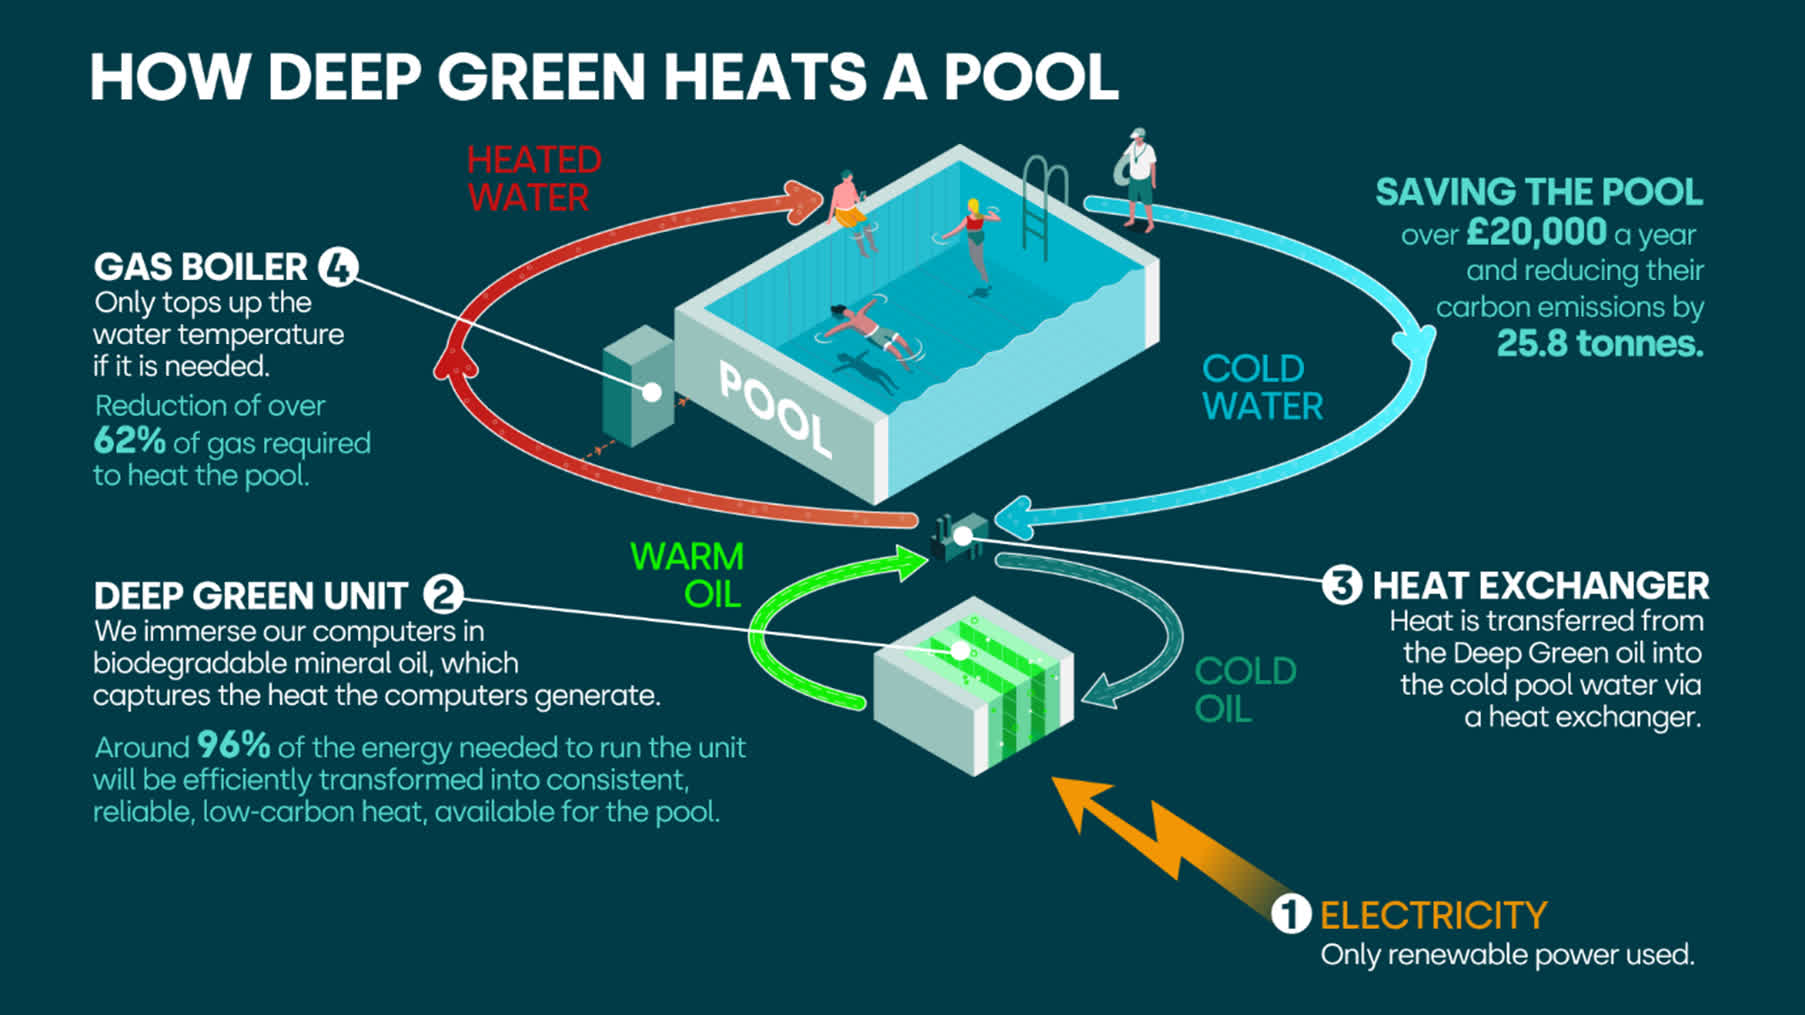 HOW DEEP GREEN HEATS A POOL
HEATED
WATER
SAVING THE POOL
over £20,000 a year
and reducing their
carbon emissions by
25.8 tonnes.
GAS BOILER 4
Only tops up the
water temperature
if it is needed.
Reduction of over
62% of gas required
to heat the pool.
POOL
COLD
WATER
WARM
OIL
DEEP GREEN UNIT 2
We immerse our computers in
biodegradable mineral oil, which
captures the heat the computers generate.
Around 96% of the energy needed to run the unit
will be efficiently transformed into consistent,
reliable, low-carbon heat, available for the pool.
3 HEAT EXCHANGER
Heat is transferred from
the Deep Green oil into
the cold pool water via
a heat exchanger.
COLD
OIL
1 ELECTRICITY
Only renewable power used.